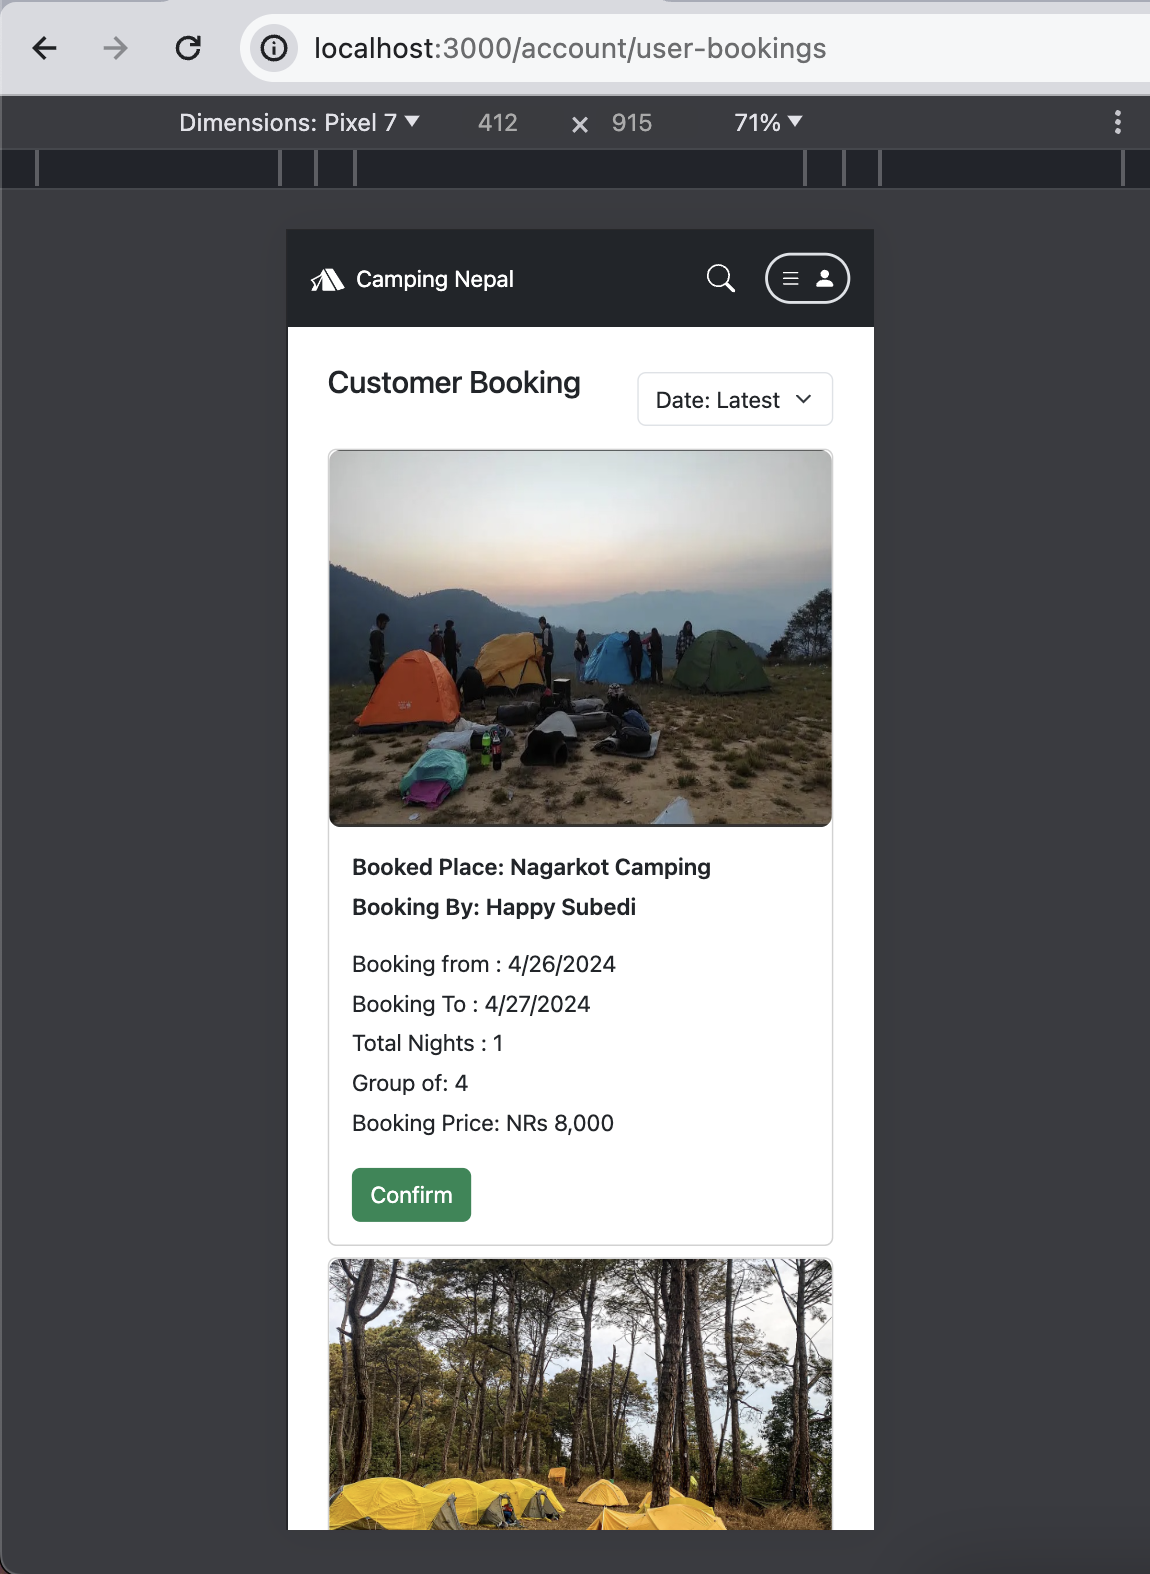 localhost:3000/account/user-bookings
Dimensions: Pixel 7 412 × 915 71%
Camping Nepal
Customer Booking
Date: Latest
Booked Place: Nagarkot Camping
Booking By: Happy Subedi
Booking from : 4/26/2024
Booking To : 4/27/2024
Total Nights : 1
Group of: 4
Booking Price: NRs 8,000
Confirm